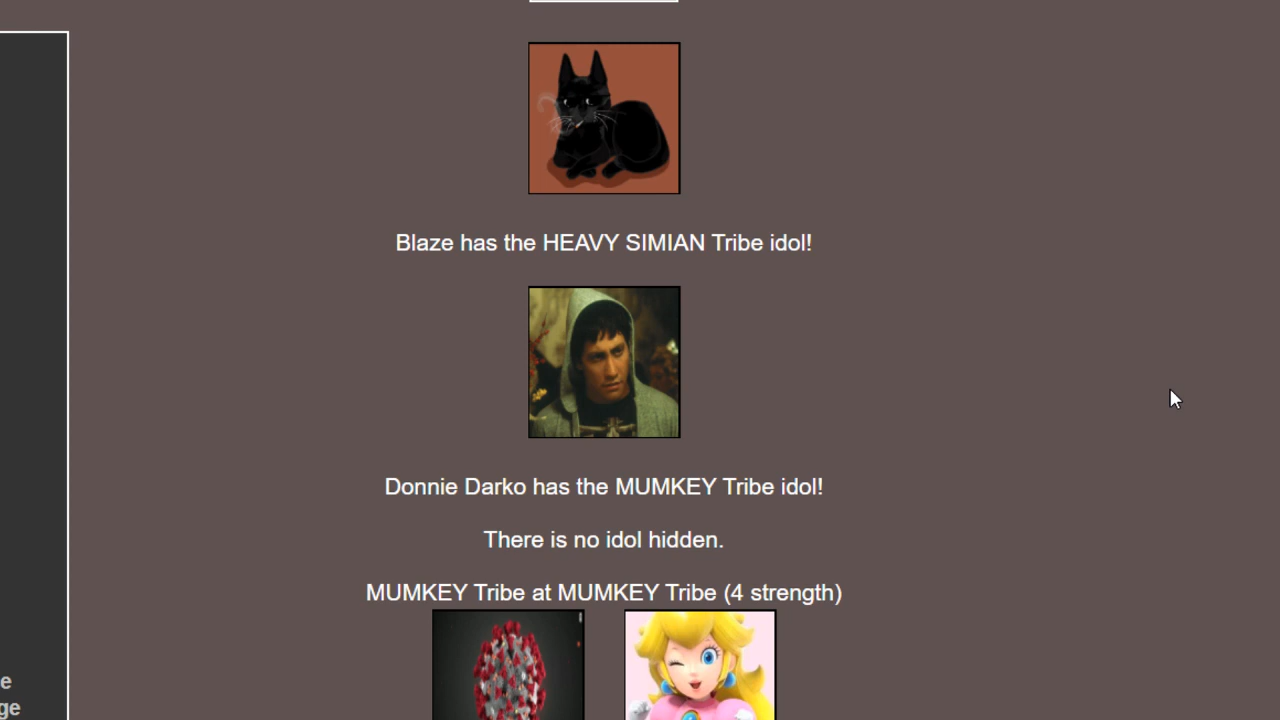 Blaze has the HEAVY SIMIAN Tribe idol!
Donnie Darko has the MUMKEY Tribe idol!
There is no idol hidden.
MUMKEY Tribe at MUMKEY Tribe (4 strength)
e
ge